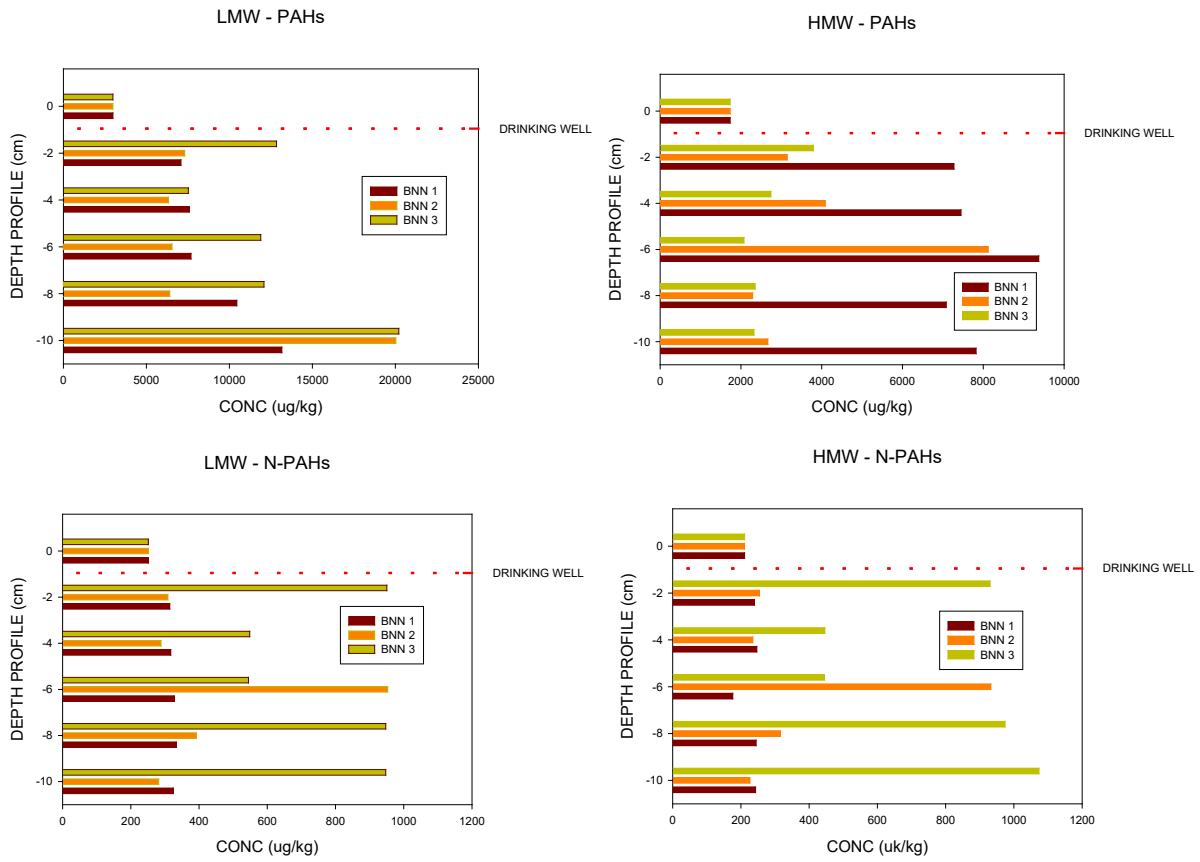 LMW - PAHs
DEPTH PROFILE (cm)
0
-2
-4
-6
-8
-10
DRINKING WELL
BNN 1
BNN 2
BNN 3
0 5000 10000 15000 20000 25000
CONC (ug/kg)
HMW - PAHs
DEPTH PROFILE (cm)
0
-2
-4
-6
-8
-10
DRINKING WELL
BNN 1
BNN 2
BNN 3
0 2000 4000 6000 8000 10000
CONC (ug/kg)
LMW - N-PAHs
DEPTH PROFILE (cm)
0
-2
-4
-6
-8
-10
DRINKING WELL
BNN 1
BNN 2
BNN 3
0 200 400 600 800 1000 1200
CONC (ug/kg)
HMW - N-PAHs
DEPTH PROFILE (cm)
0
-2
-4
-6
-8
-10
DRINKING WELL
BNN 1
BNN 2
BNN 3
0 200 400 600 800 1000 1200
CONC (uk/kg)